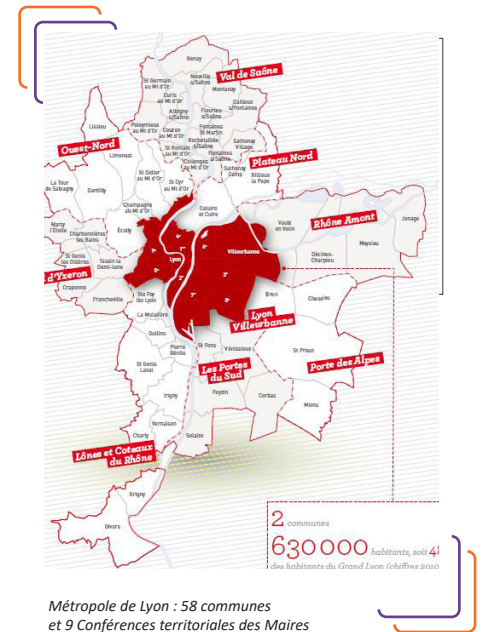 Genay
Neuville
s/Saône
Val de Saône
St Germain
au Mt d'Or
Montanay
Curis
au Mt d'Or
Cailloux
s/Fontaines
Albigny
s/Saône
Fleurieu
s/Saône
Poleymieux
au Mt d'Or
Couzon
au Mt d'Or
Fontaines
St Martin
Lissieu
Rochetaillée
s/Saône
Sathonay
Village
Ouest-Nord
St Romain
au Mt d'Or
Fontaines
s/Saône
Limonest
Collonges
au Mt d'Or
Plateau Nord
St Didier
au Mt d'Or
Sathonay
Camp
Rillieux
la Pape
La Tour
de Salvagny
Dardilly
St Cyr
au Mt d'Or
Champagne
au Mt d'Or
Caluire
et Cuire
Rhône Amont
Jonage
Marcy
l'Etoile
Charbonnières
les Bains
Écully
Vaulx
en Velin
Meyzieu
Villeurbanne
Lyon
Décines-
Charpieu
St Genis
les Ollières
Tassin la
Demi-lune
d'Yzeron
Craponne
Francheville
Ste Foy
lès Lyon
Bron
Chassieu
La Mulatière
Lyon
Villeurbanne
Oullins
Pierre
Bénite
St Fons
Vénissieux
St Priest
St Genis
Laval
Les Portes
du Sud
Porte des Alpes
Irigny
Feyzin
Corbas
Mions
Vernaison
Charly
Solaize
Lônes et Coteaux
du Rhône
Grigny
Givors
2 communes
630000 habitants, soit 48
des habitants du Grand Lyon (chiffres 2010
Métropole de Lyon : 58 communes
et 9 Conférences territoriales des Maires